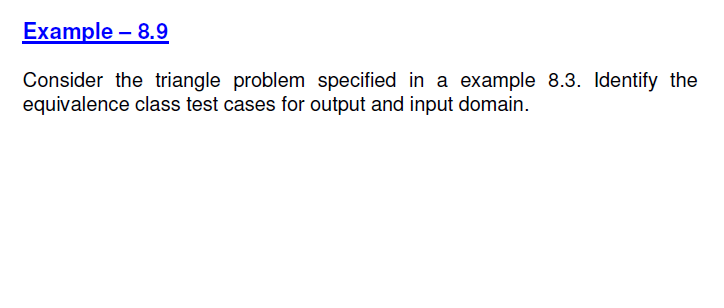 Example – 8.9
Consider the triangle problem specified in a example 8.3. Identify the
equivalence class test cases for output and input domain.